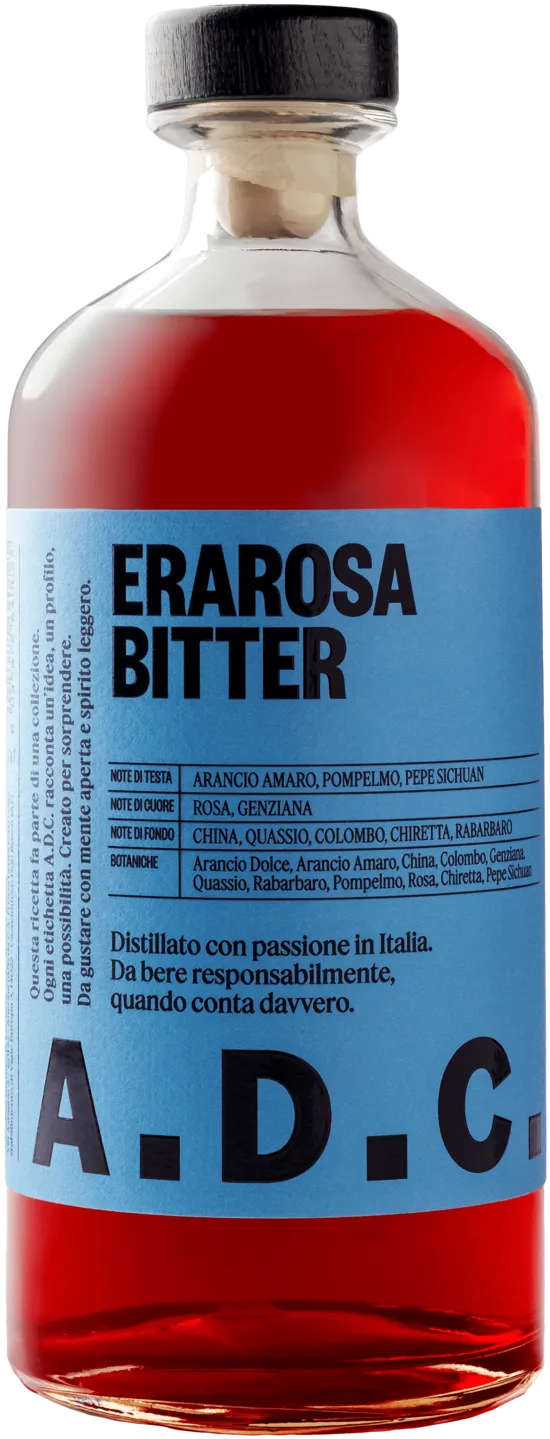 ERAROSA
BITTER
NOTE DI TESTA ARANCIO AMARO, POMPELMO, PEPE SICHUAN
NOTE DI CUORE ROSA, GENZIANA
NOTE DI FONDO CHINA, QUASSIO, COLOMBO, CHIRETTA, RABARBARO
BOTANICHE Arancio Dolce, Arancio Amaro, China, Colombo, Genziana,
Quassio, Rabarbaro, Pompelmo, Rosa, Chiretta, Pepe Sichuan
Distillato con passione in Italia.
Da bere responsabilmente,
quando conta davvero.
A.D.C.
Questa ricetta fa parte di una collezione.
Ogni etichetta A.D.C. racconta un'idea, un profilo,
una possibilità. Creato per sorprendere.
Da gustare con mente aperta e spirito leggero.